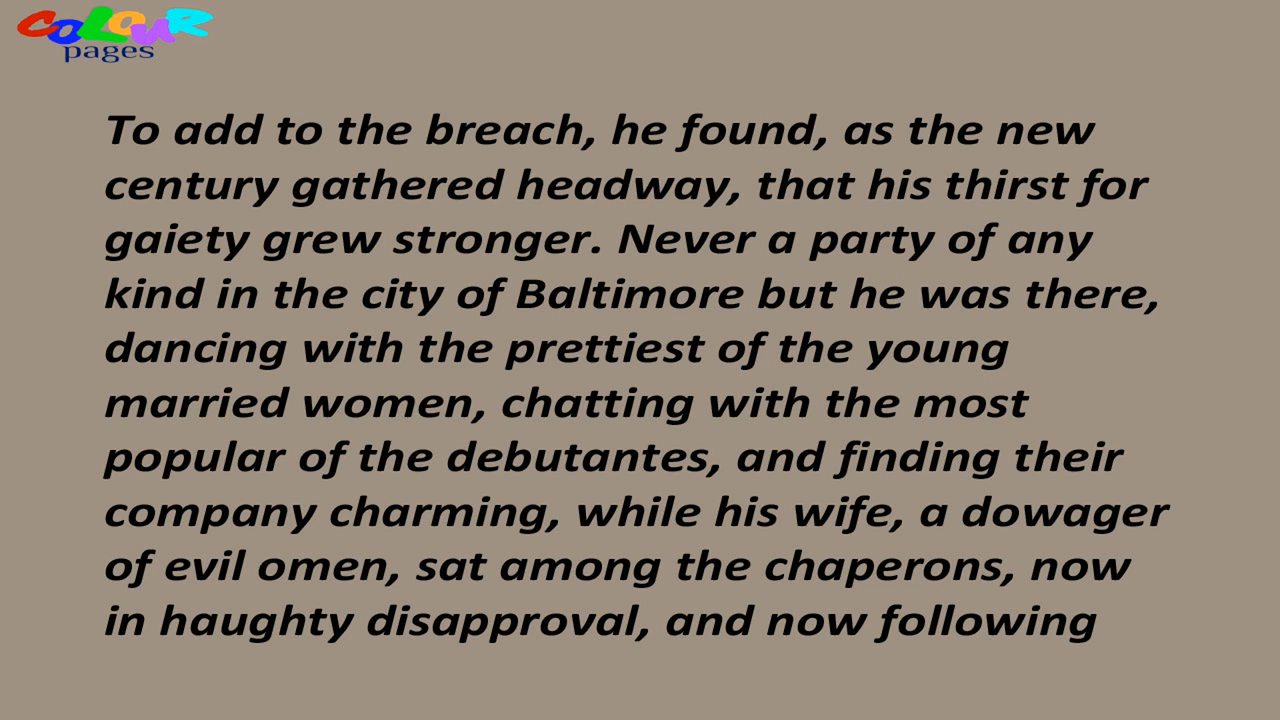 COLOUR
pages
To add to the breach, he found, as the new
century gathered headway, that his thirst for
gaiety grew stronger. Never a party of any
kind in the city of Baltimore but he was there,
dancing with the prettiest of the young
married women, chatting with the most
popular of the debutantes, and finding their
company charming, while his wife, a dowager
of evil omen, sat among the chaperons, now
in haughty disapproval, and now following